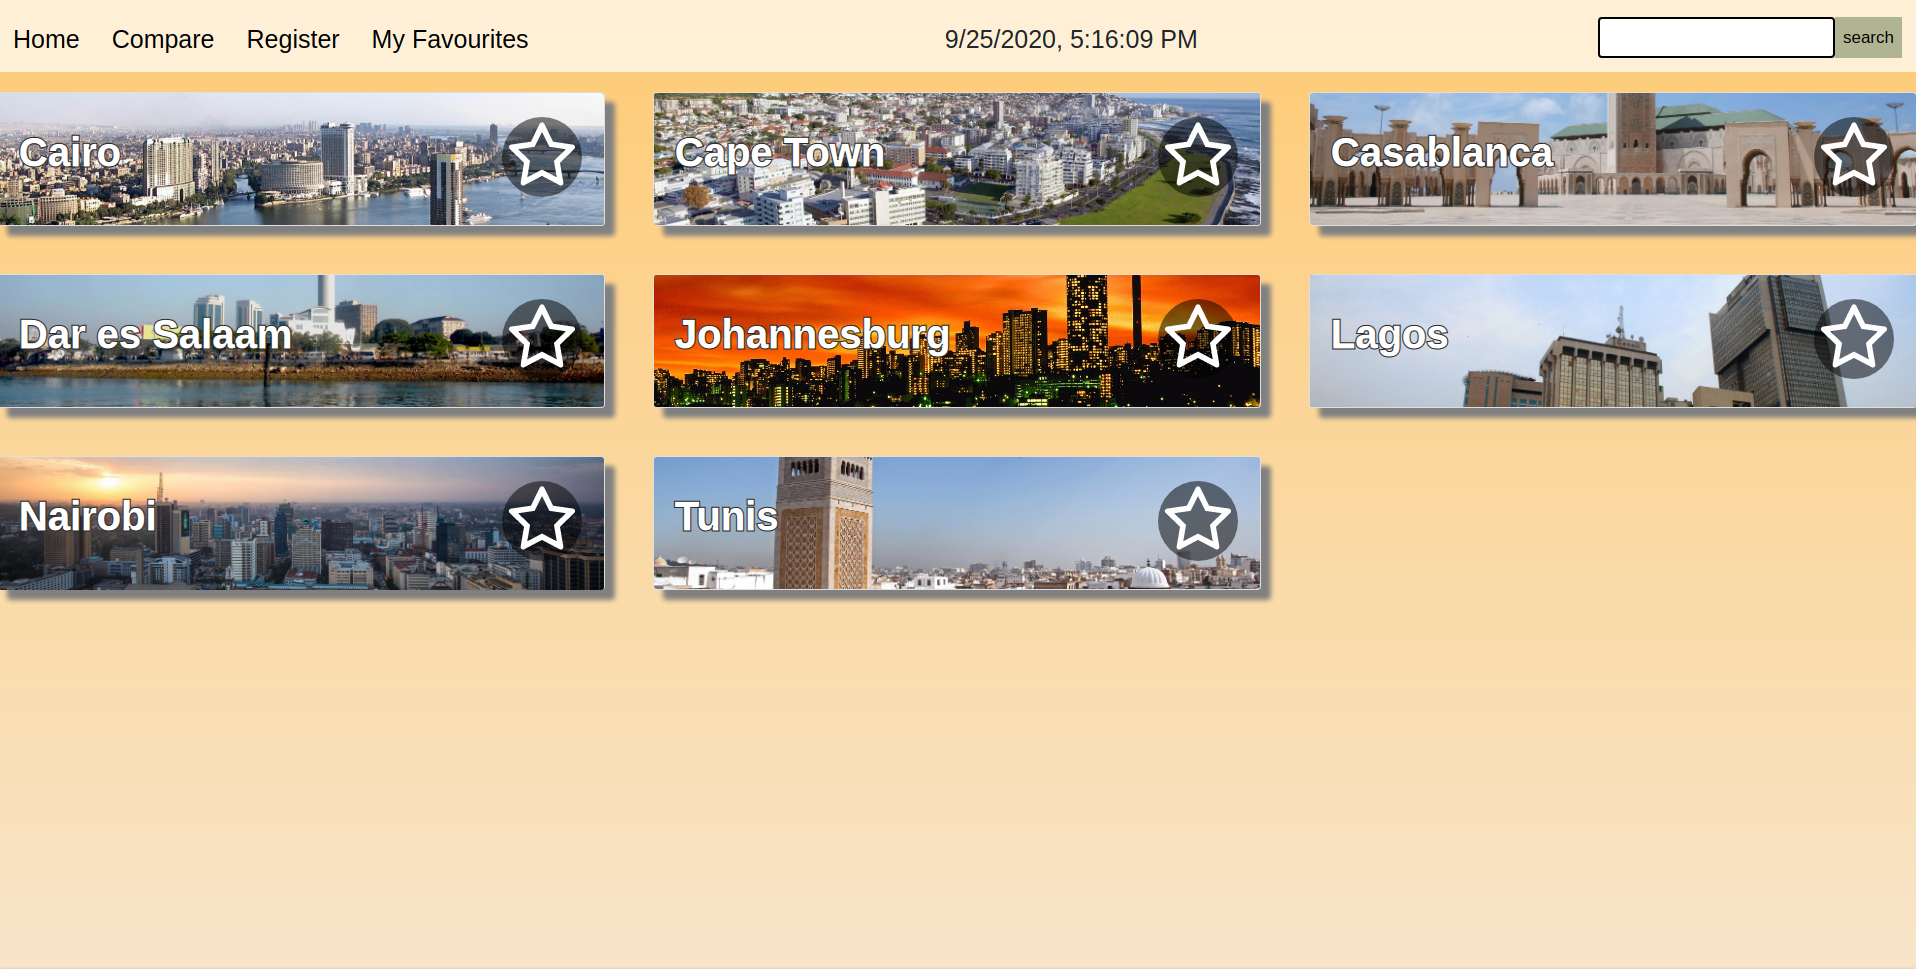 Home Compare Register My Favourites 9/25/2020, 5:16:09 PM search
Cairo Cape Town Casablanca
Dar es Salaam Johannesburg Lagos
Nairobi Tunis